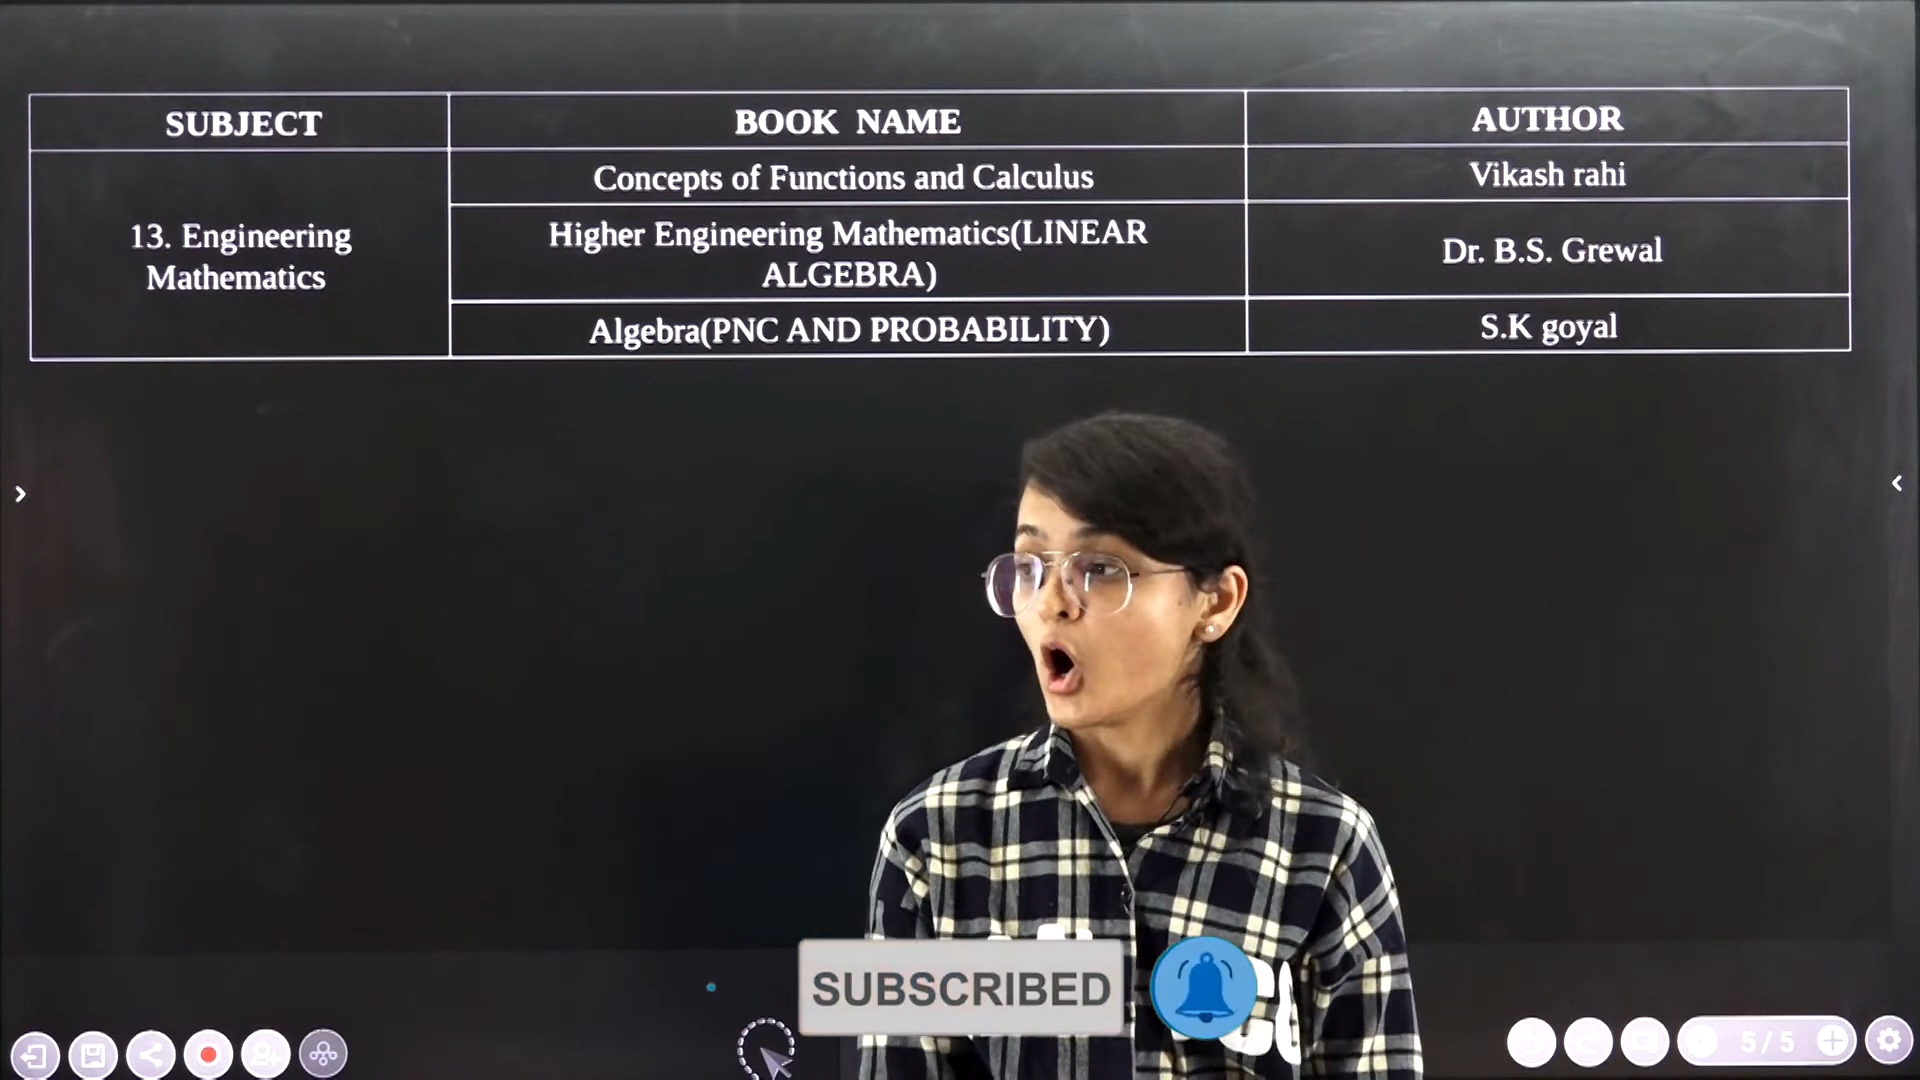 SUBJECT
BOOK NAME
AUTHOR
13. Engineering
Mathematics
Concepts of Functions and Calculus
Vikash rahi
Higher Engineering Mathematics(LINEAR
ALGEBRA)
Dr. B.S. Grewal
Algebra(PNC AND PROBABILITY)
S.K goyal
SUBSCRIBED
5/5